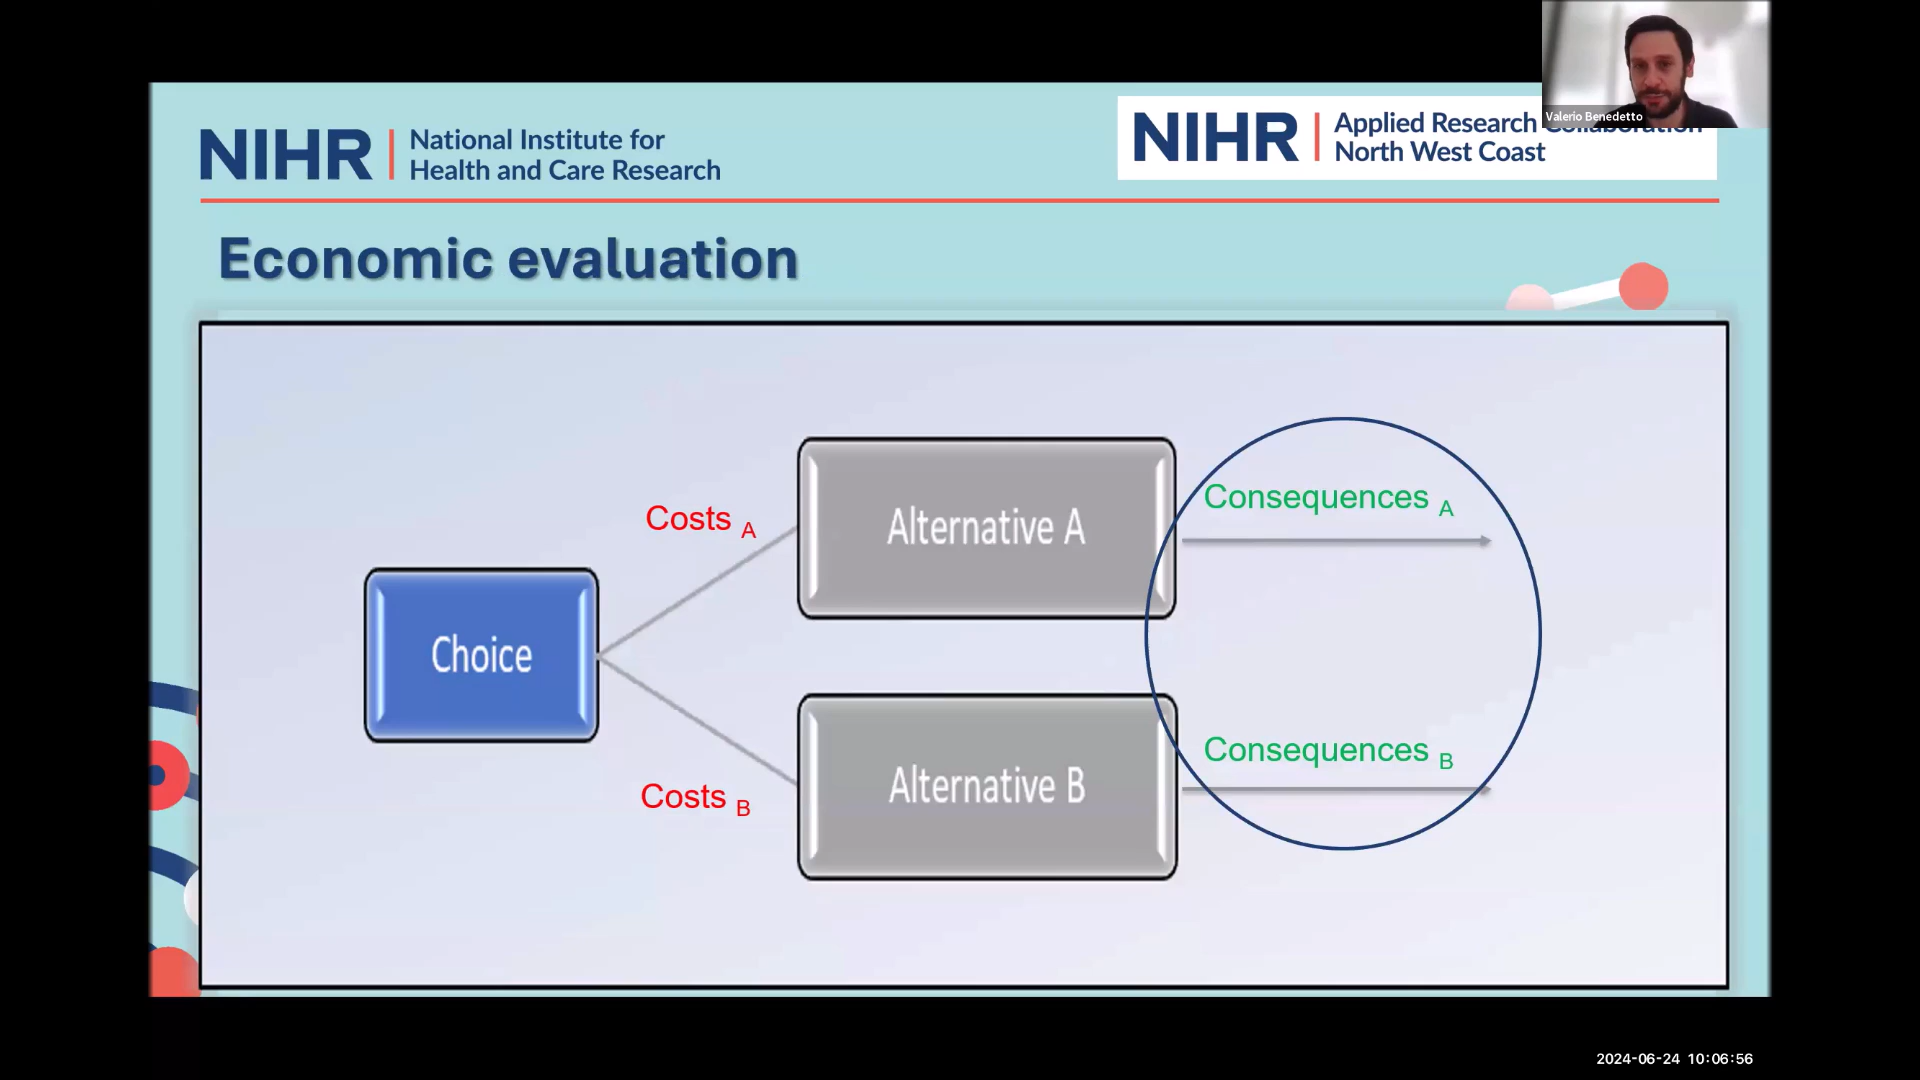 Valerio Benedetto
NIHR | National Institute for
Health and Care Research
NIHR | Applied Research Collaboration
North West Coast
Economic evaluation
Costs A
Alternative A
Consequences A
Choice
Costs B
Alternative B
Consequences B
2024-06-24 10:06:56